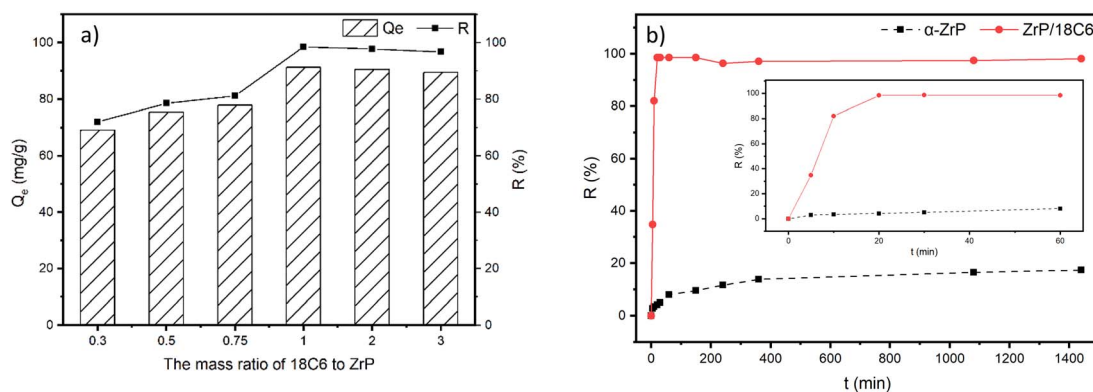 a)
Qe
R
100
80
60
40
20
0
Qe (mg/g)
100
80
60
40
20
0
R (%)
0.3 0.5 0.75 1 2 3
The mass ratio of 18C6 to ZrP
b)
α-ZrP
ZrP/18C6
100
80
60
40
20
0
R (%)
0 200 400 600 800 1000 1200 1400
t (min)
100
80
60
40
20
0
R (%)
0 20 40 60
t (min)